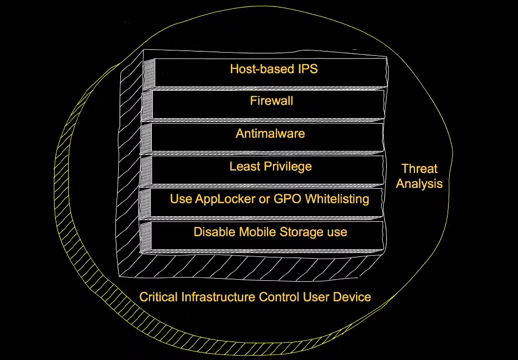 Host-based IPS
Firewall
Antimalware
Least Privilege
Use AppLocker or GPO Whitelisting
Disable Mobile Storage use
Threat
Analysis
Critical Infrastructure Control User Device